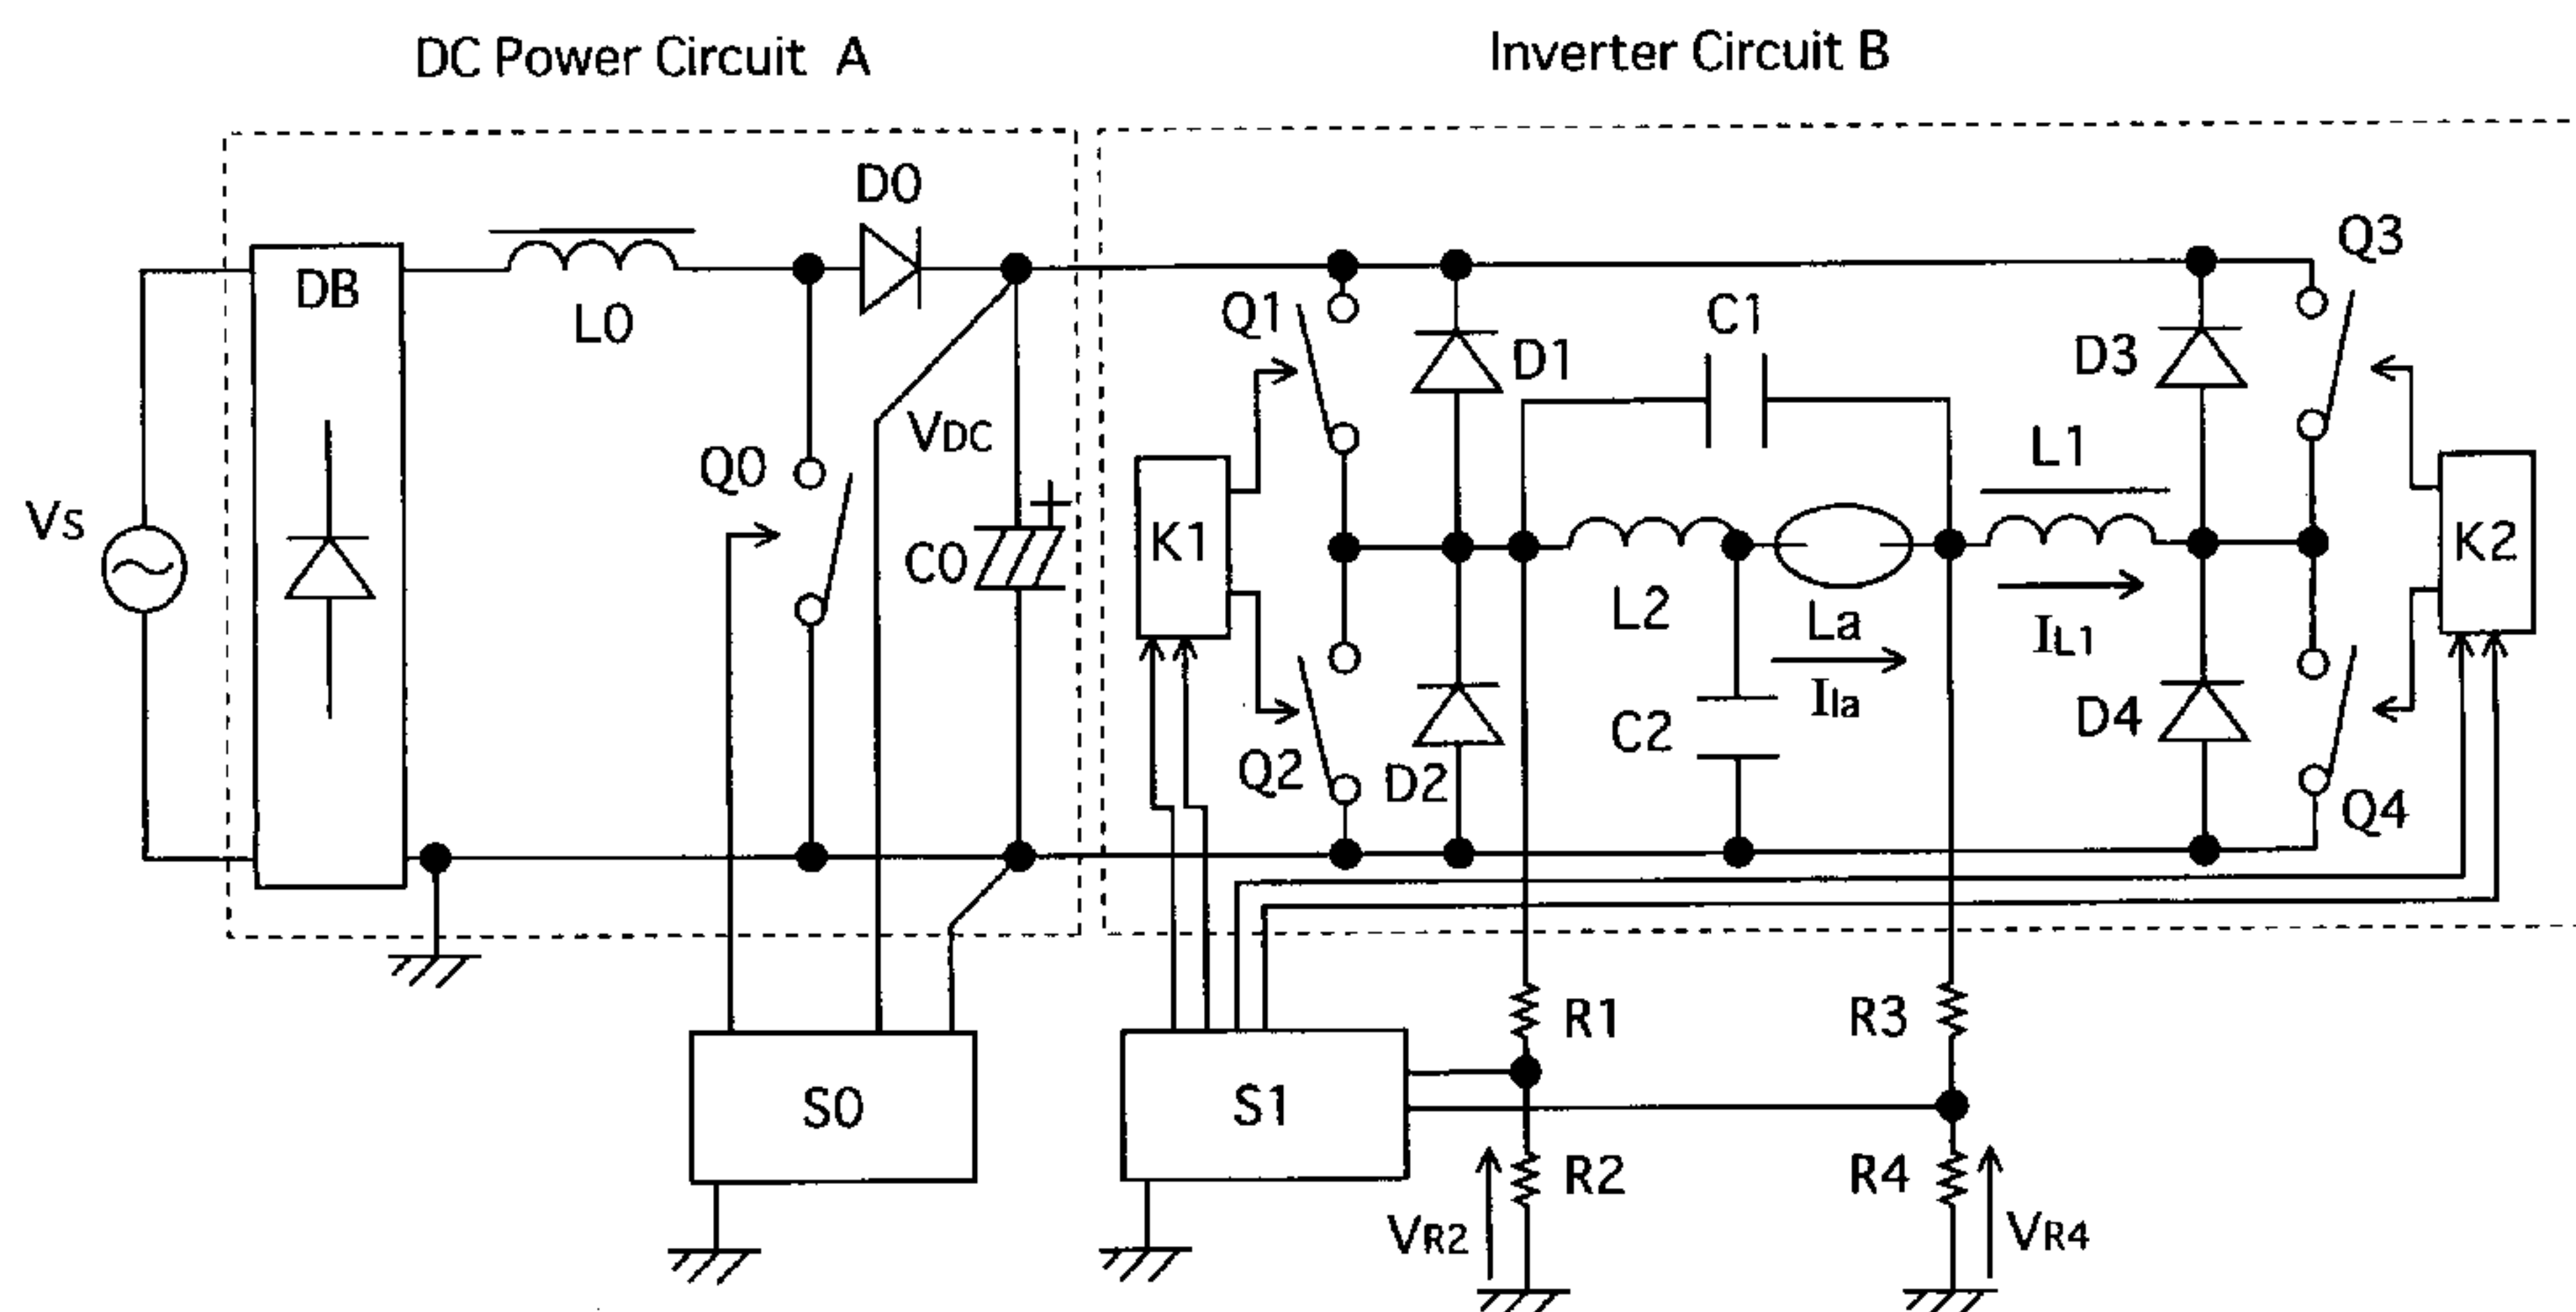 DC Power Circuit A
Inverter Circuit B
D0
Q3
DB
L0
Q1
C1
D1
D3
VDC
L1
Q0
VS
C0
K1
K2
L2
La
IL1
Ila
C2
D4
Q2
D2
Q4
R1
R3
S0
S1
R2
R4
VR2
VR4